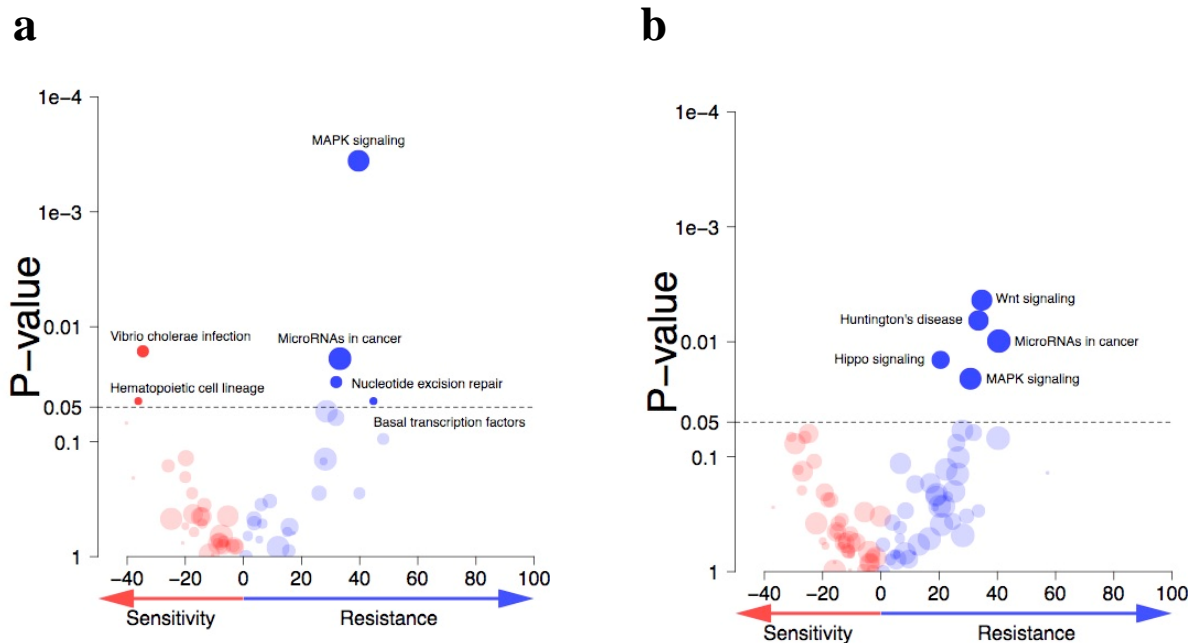 a
P-value
1e-4
1e-3
0.01
0.05
0.1
1
MAPK signaling
Vibrio cholerae infection
MicroRNAs in cancer
Hematopoietic cell lineage
Nucleotide excision repair
Basal transcription factors
-40 -20 0 20 40 60 80 100
Sensitivity Resistance
b
P-value
1e-4
1e-3
0.01
0.05
0.1
1
Wnt signaling
Huntington's disease
MicroRNAs in cancer
Hippo signaling
MAPK signaling
-40 -20 0 20 40 60 80 100
Sensitivity Resistance